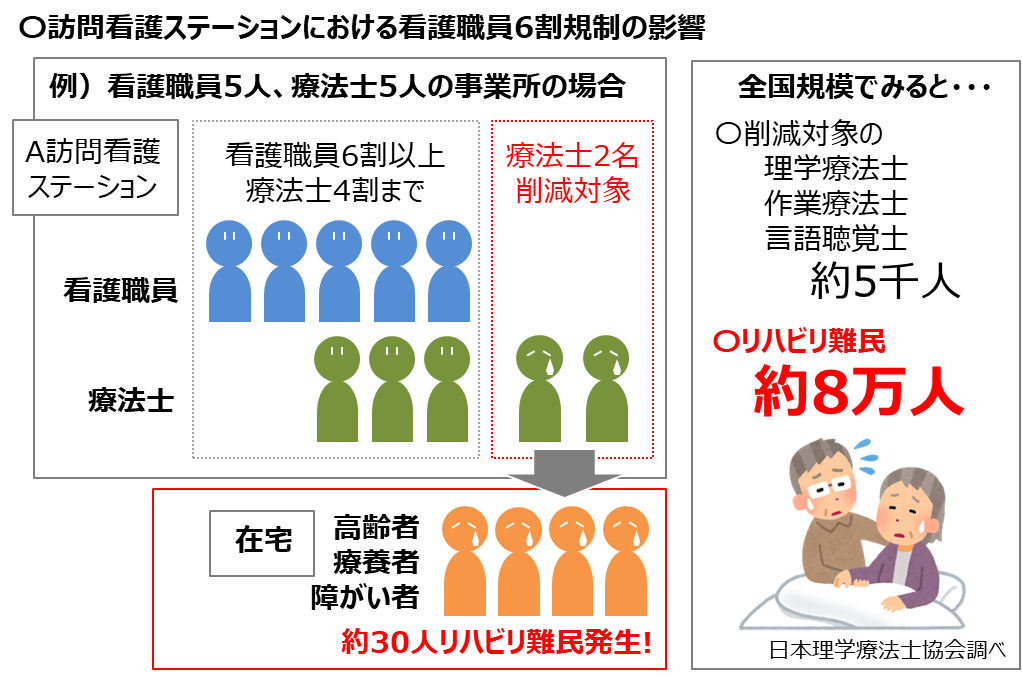 〇訪問看護ステーションにおける看護職員6割規制の影響
例）看護職員5人、療法士5人の事業所の場合
A訪問看護
ステーション
看護職員6割以上
療法士4割まで
療法士2名
削減対象
看護職員
療法士
在宅
高齢者
療養者
障がい者
約30人リハビリ難民発生!
全国規模でみると・・・
〇削減対象の
理学療法士
作業療法士
言語聴覚士
約5千人
〇リハビリ難民
約8万人
日本理学療法士協会調べ